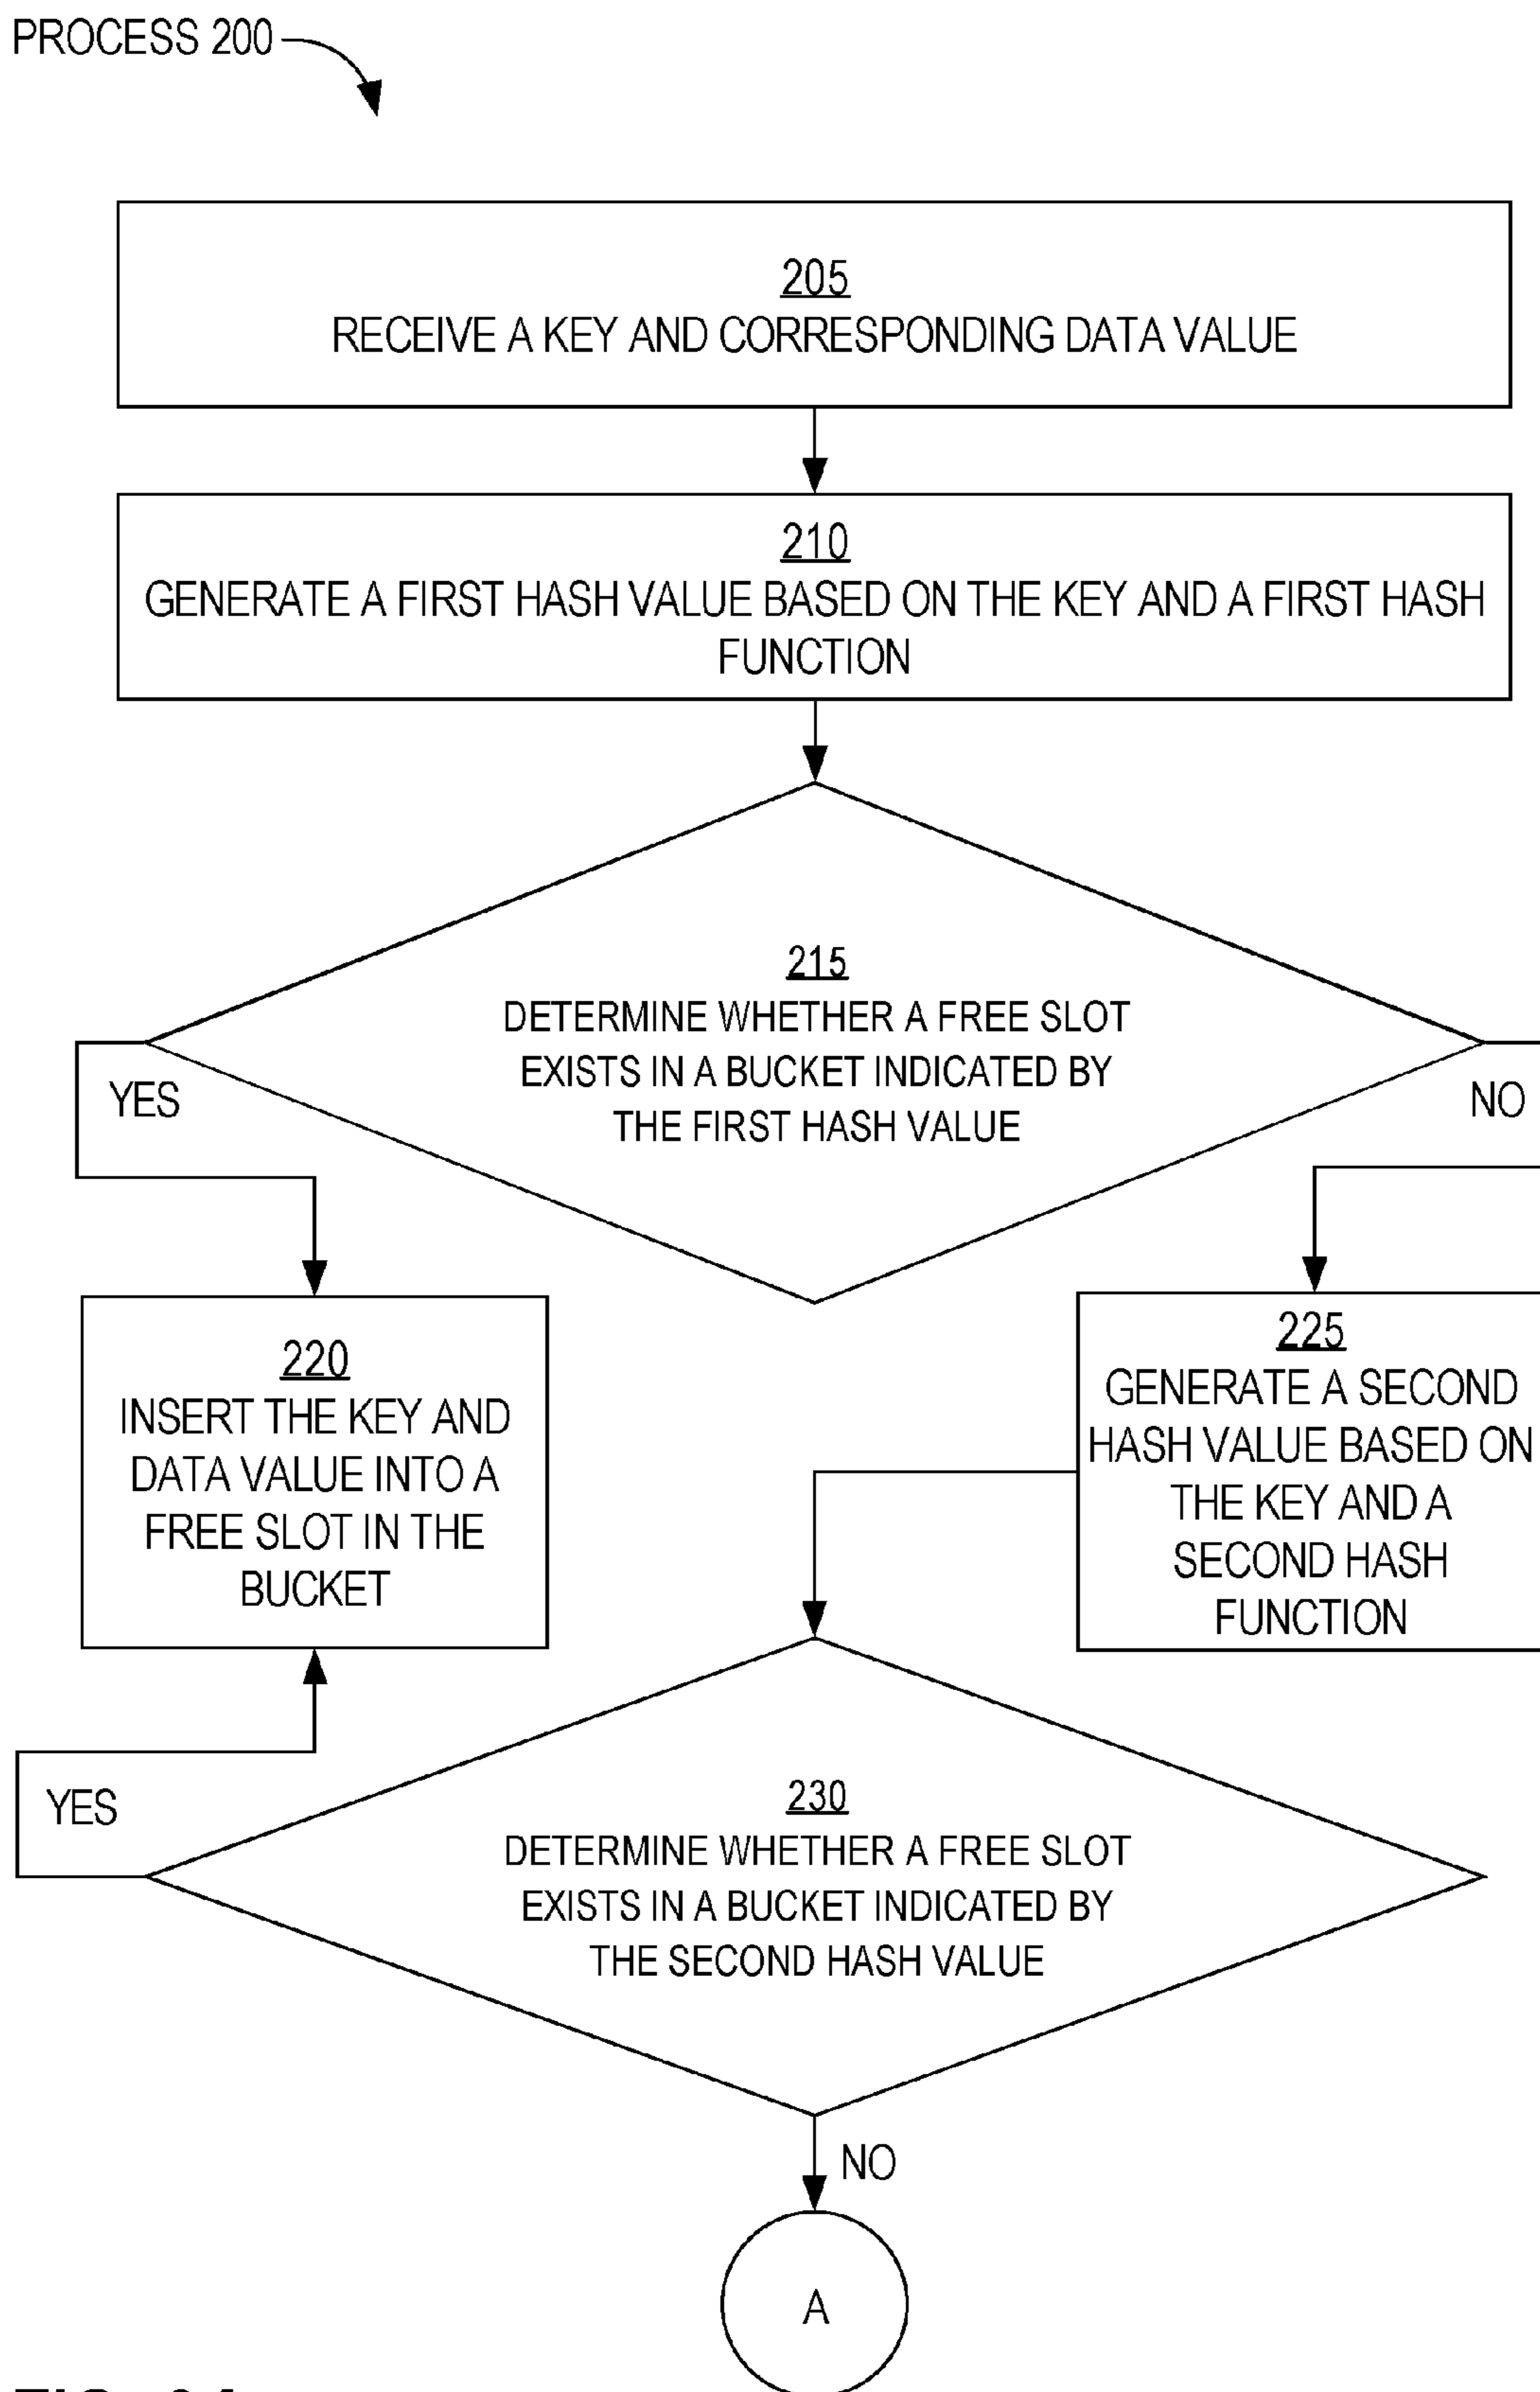 PROCESS 200
205
RECEIVE A KEY AND CORRESPONDING DATA VALUE
210
GENERATE A FIRST HASH VALUE BASED ON THE KEY AND A FIRST HASH
FUNCTION
215
DETERMINE WHETHER A FREE SLOT
EXISTS IN A BUCKET INDICATED BY
THE FIRST HASH VALUE
YES
NO
220
INSERT THE KEY AND
DATA VALUE INTO A
FREE SLOT IN THE
BUCKET
225
GENERATE A SECOND
HASH VALUE BASED ON
THE KEY AND A
SECOND HASH
FUNCTION
YES
230
DETERMINE WHETHER A FREE SLOT
EXISTS IN A BUCKET INDICATED BY
THE SECOND HASH VALUE
NO
A